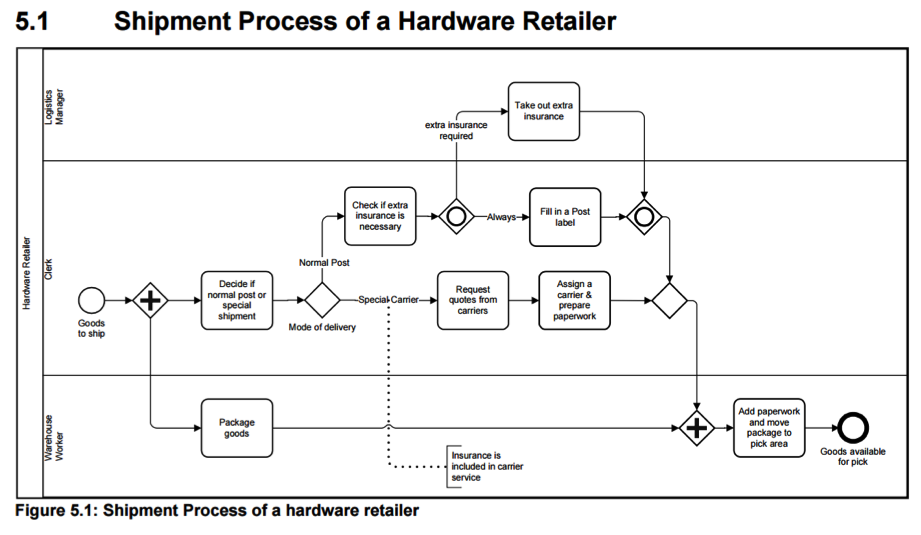 5.1 Shipment Process of a Hardware Retailer
Hardware Retailer
Logistics
Manager
extra insurance
required
Take out extra
insurance
Clerk
Check if extra
insurance is
necessary
Always
Fill in a Post
label
Normal Post
Goods
to ship
Decide if
normal post or
special
shipment
Mode of delivery
Special Carrier
Request
quotes from
carriers
Assign a
carrier &
prepare
paperwork
Warehouse
Worker
Package
goods
Insurance is
included in carrier
service
Add paperwork
and move
package to
pick area
Goods available
for pick
Figure 5.1: Shipment Process of a hardware retailer